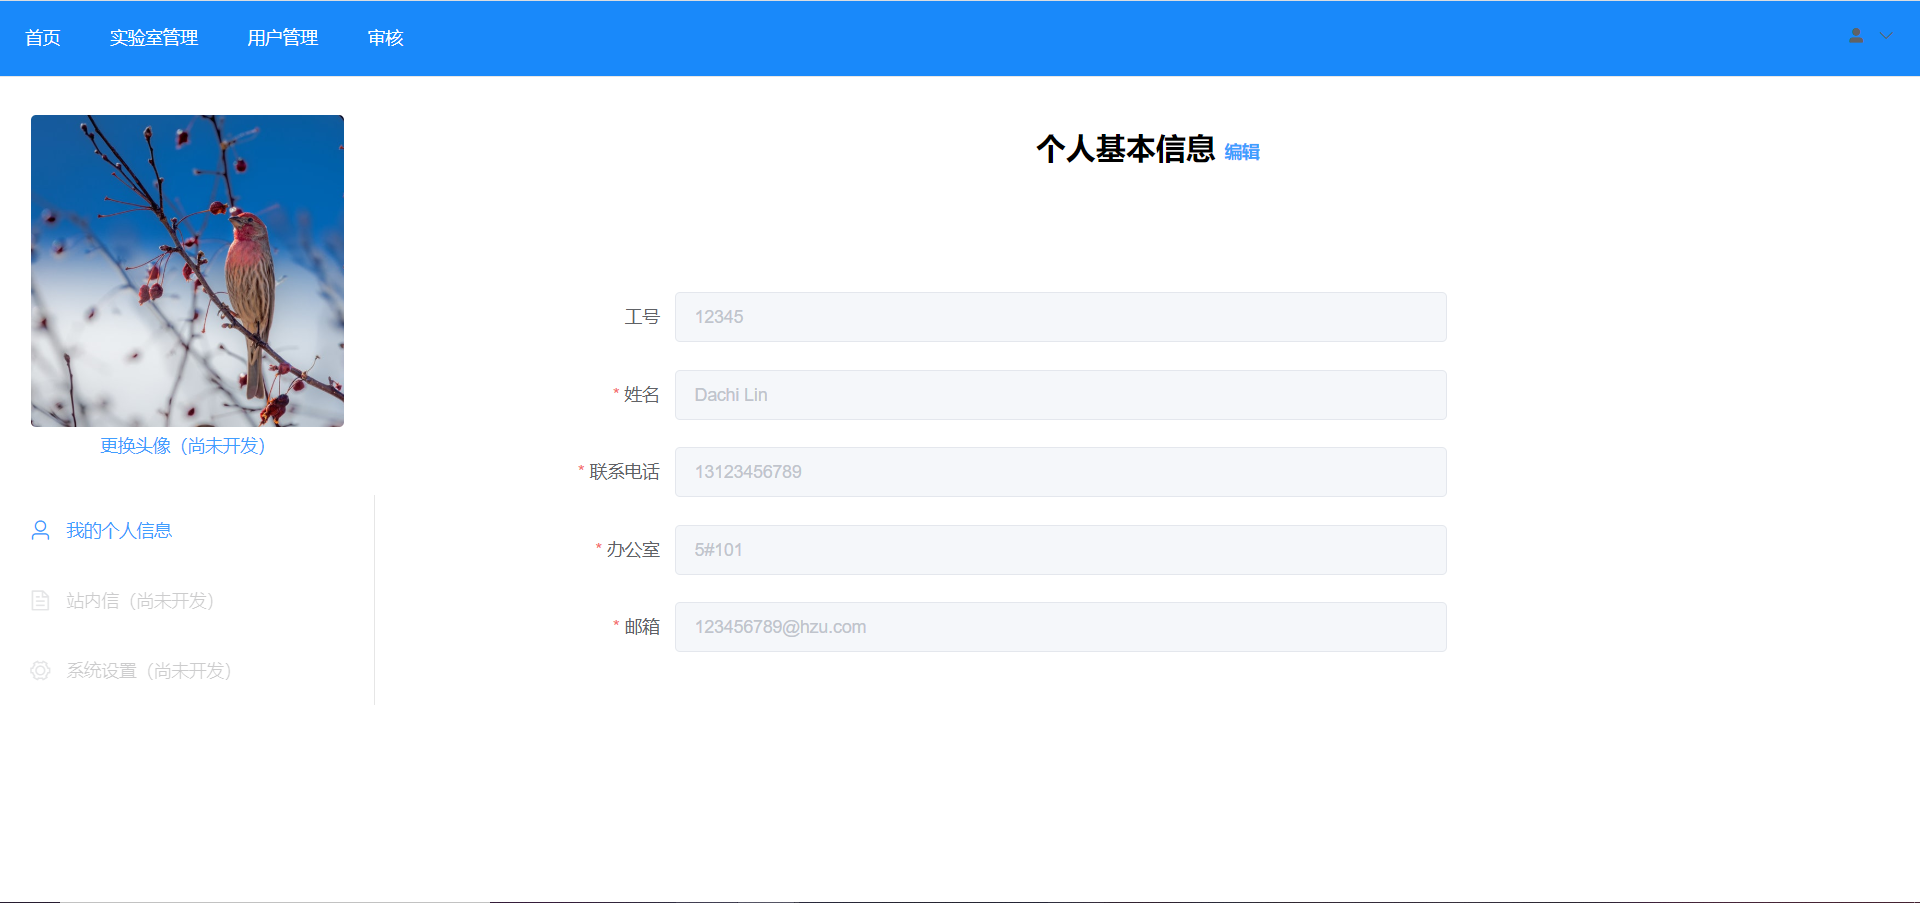 首页 实验室管理 用户管理 审核
个人基本信息 编辑
工号 12345
* 姓名 Dachi Lin
* 联系电话 13123456789
* 办公室 5#101
* 邮箱 123456789@hzu.com
更换头像（尚未开发）
我的个人信息
站内信（尚未开发）
系统设置（尚未开发）